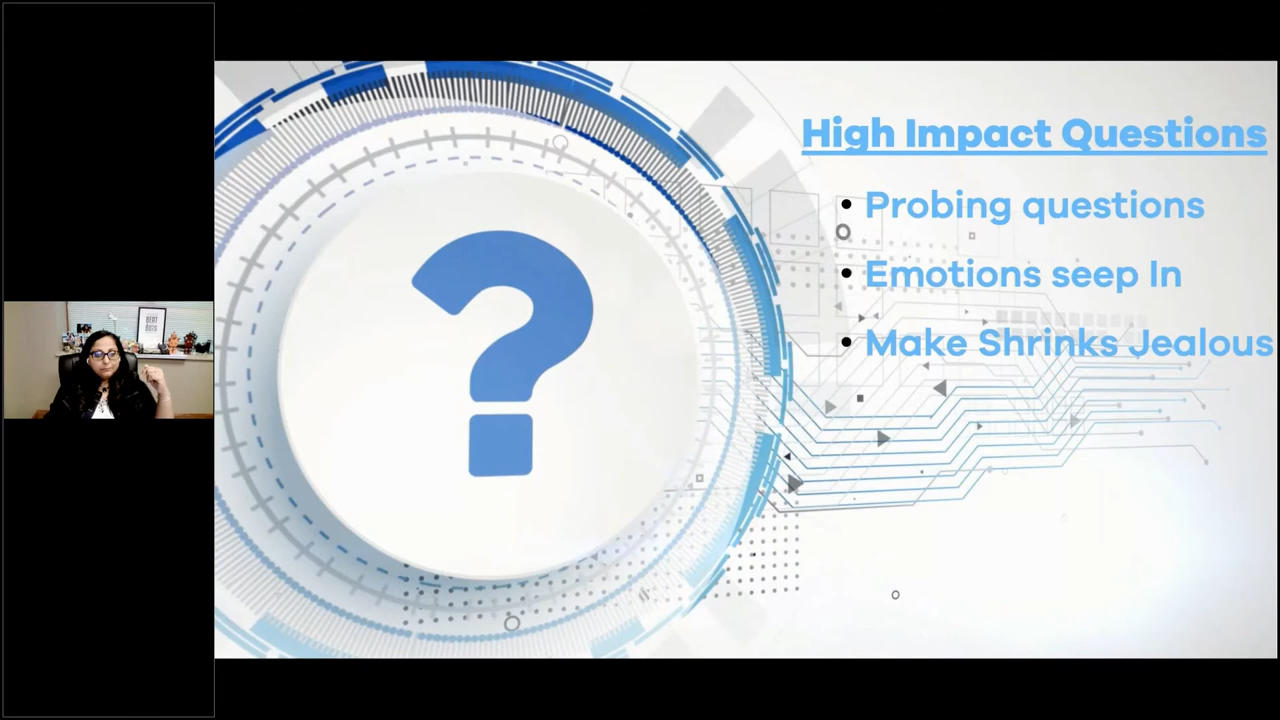 High Impact Questions
Probing questions
Emotions seep In
Make Shrinks Jealous